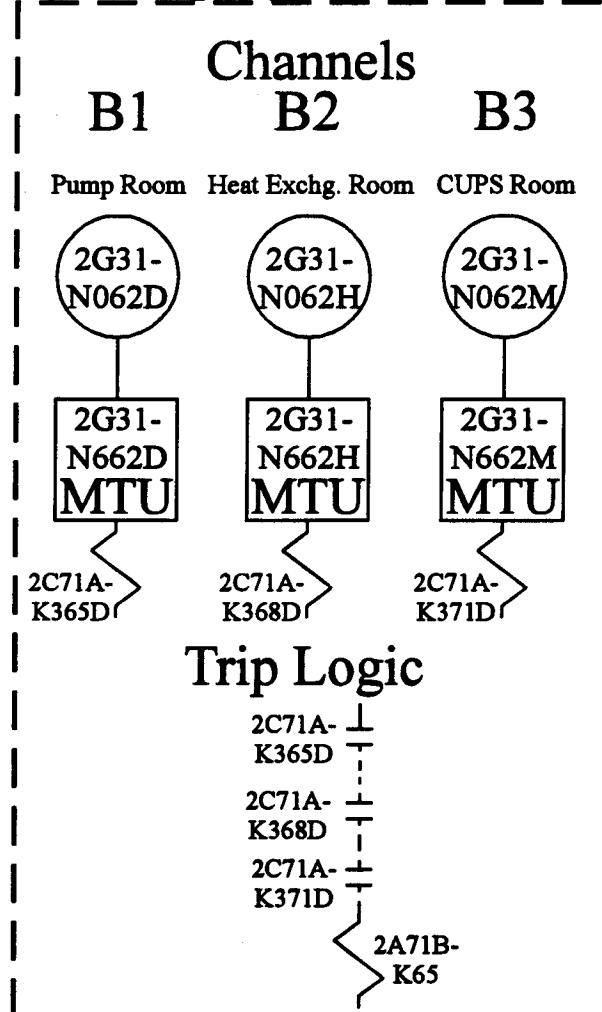 Channels
B1 B2 B3
Pump Room Heat Exchg. Room CUPS Room
2G31- 2G31- 2G31-
N062D N062H N062M
2G31- 2G31- 2G31-
N662D N662H N662M
MTU MTU MTU
2C71A- 2C71A- 2C71A-
K365D K368D K371D
Trip Logic
2C71A-
K365D
2C71A-
K368D
2C71A-
K371D
2A71B-
K65